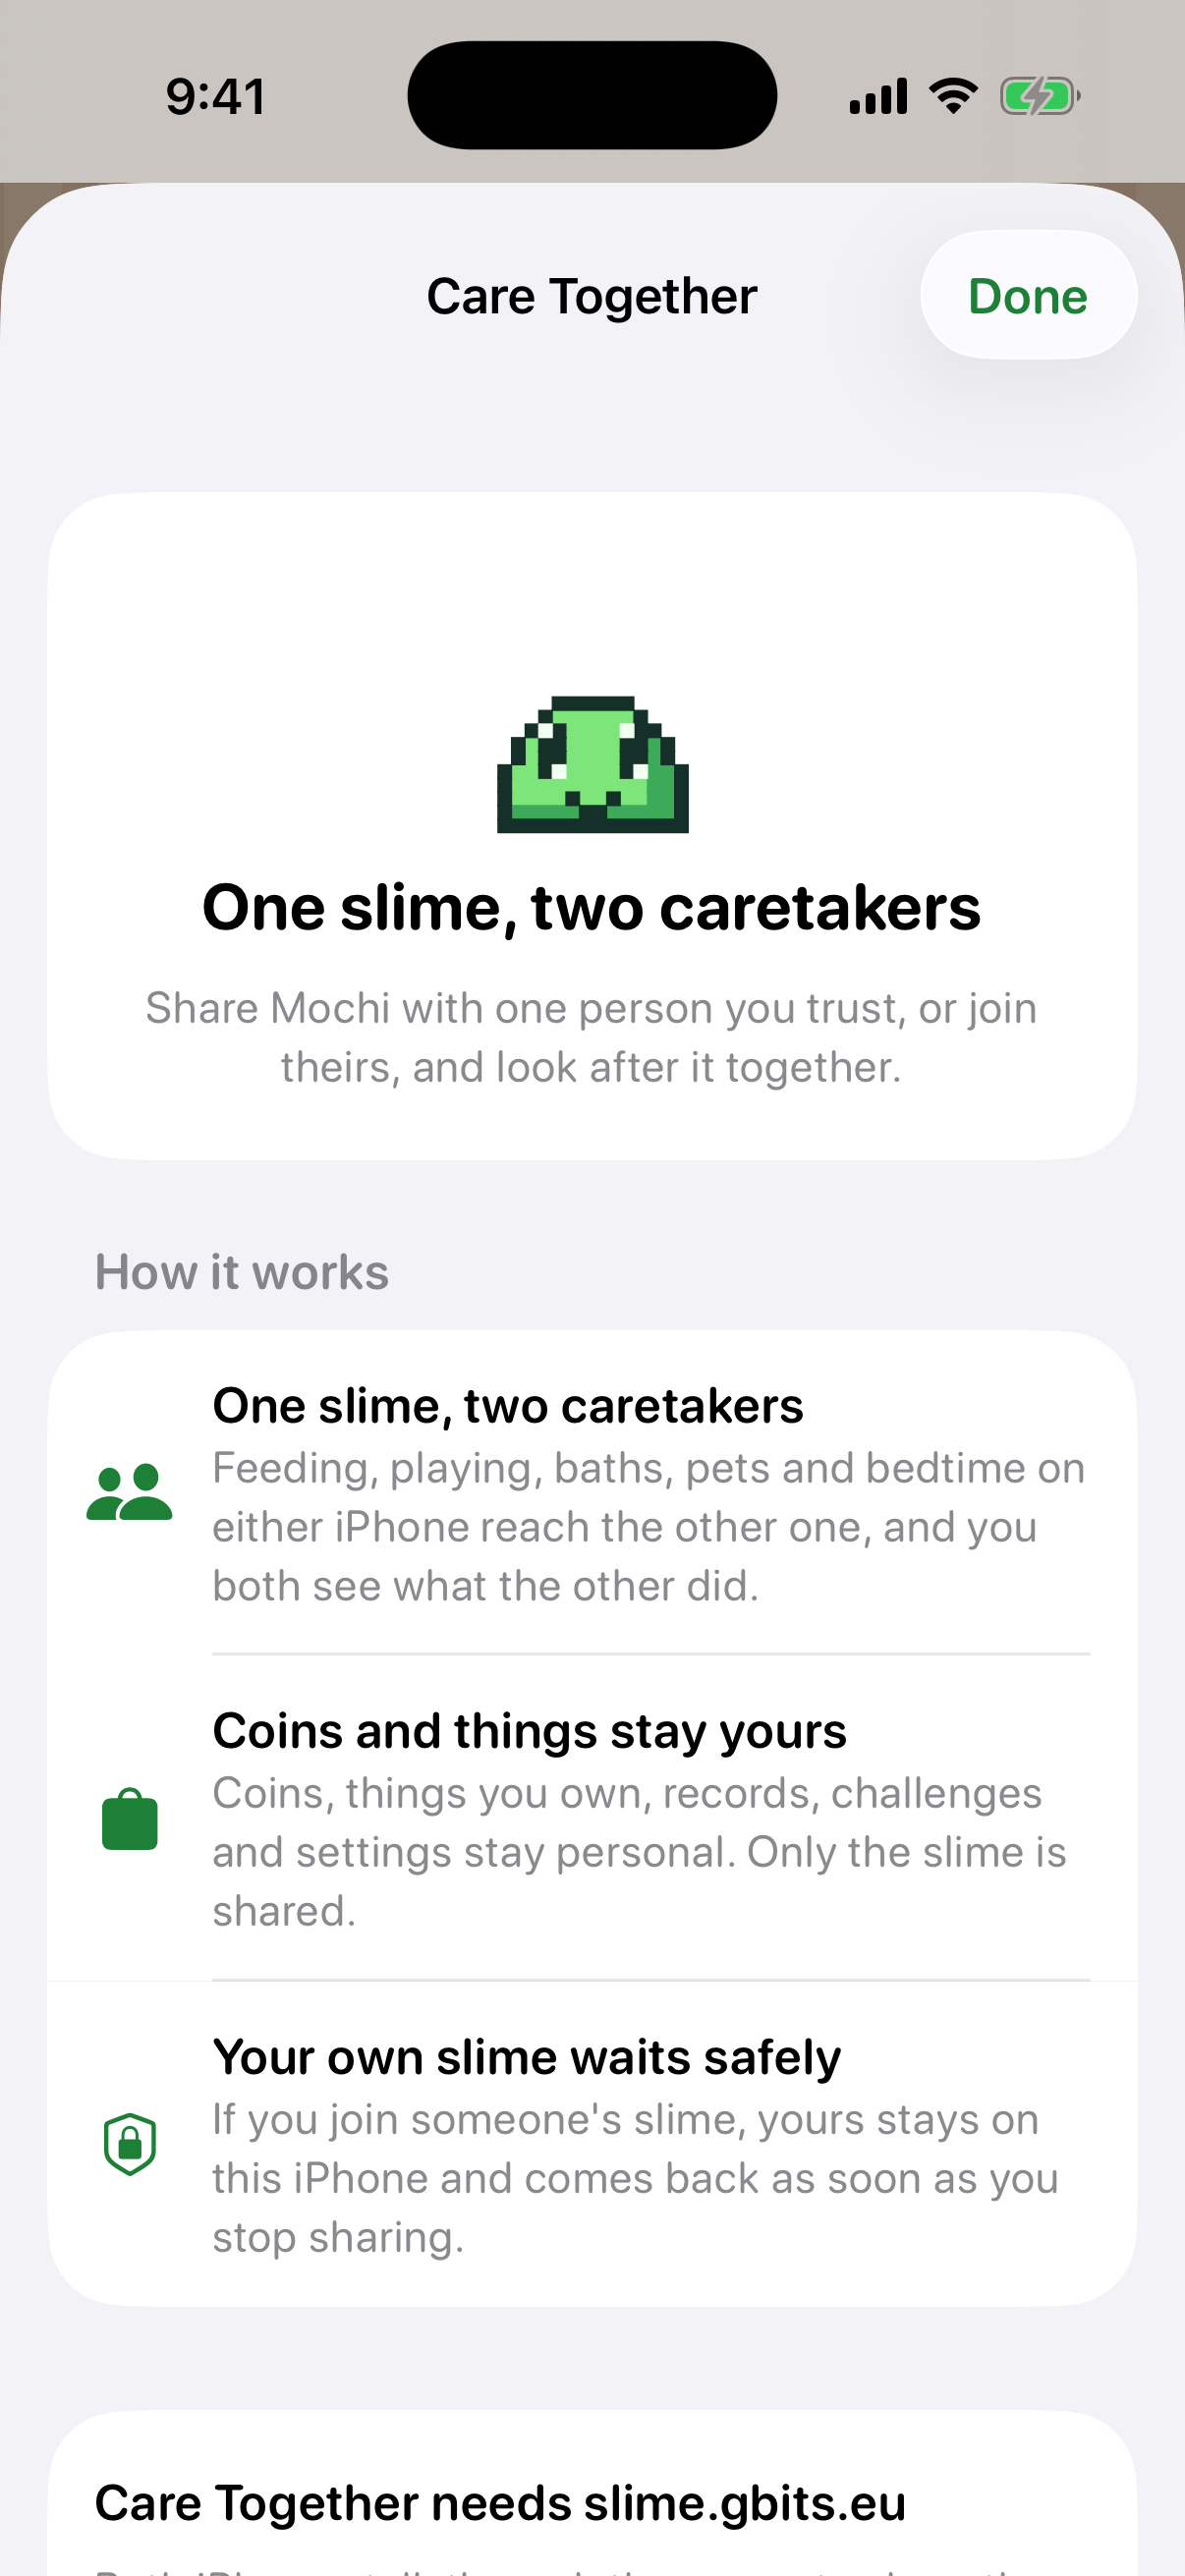 9:41
Care Together
Done
One slime, two caretakers
Share Mochi with one person you trust, or join
theirs, and look after it together.
How it works
One slime, two caretakers
Feeding, playing, baths, pets and bedtime on
either iPhone reach the other one, and you
both see what the other did.
Coins and things stay yours
Coins, things you own, records, challenges
and settings stay personal. Only the slime is
shared.
Your own slime waits safely
If you join someone's slime, yours stays on
this iPhone and comes back as soon as you
stop sharing.
Care Together needs slime.gbits.eu